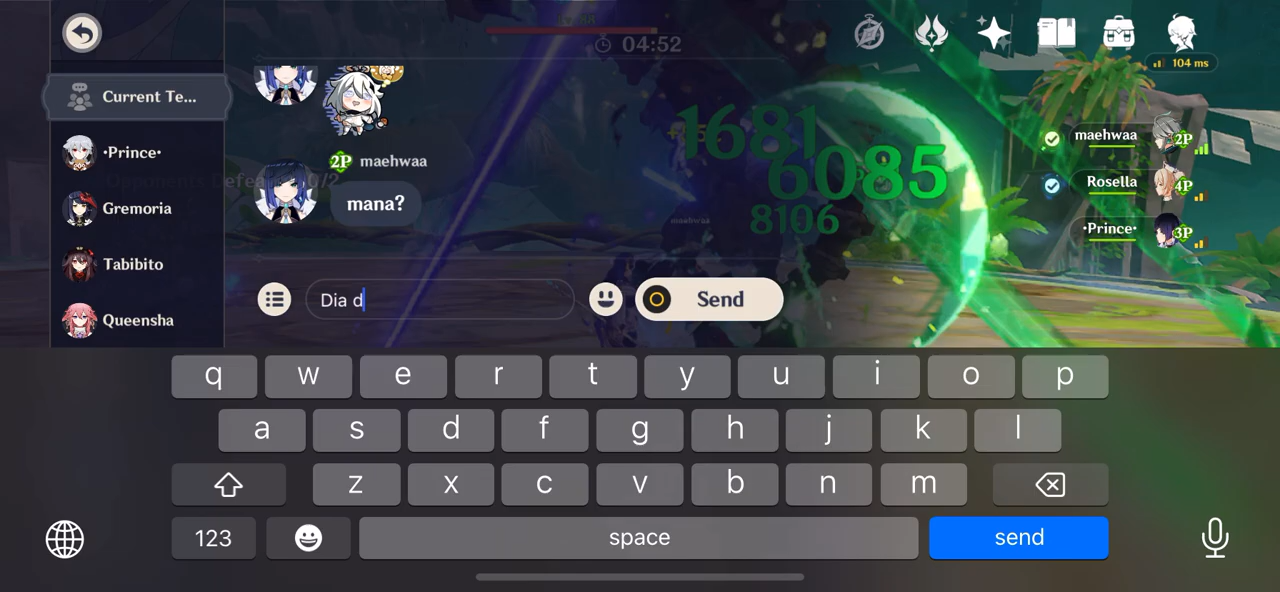 04:52
104 ms
Current Te...
•Prince•
Gremoria
Tabibito
Queensha
2P maehwaa
mana?
Dia d
Send
1681
6085
8106
maehwaa
maehwaa 2P
Rosella 4P
•Prince• 3P
q w e r t y u i o p
a s d f g h j k l
z x c v b n m
123 space send